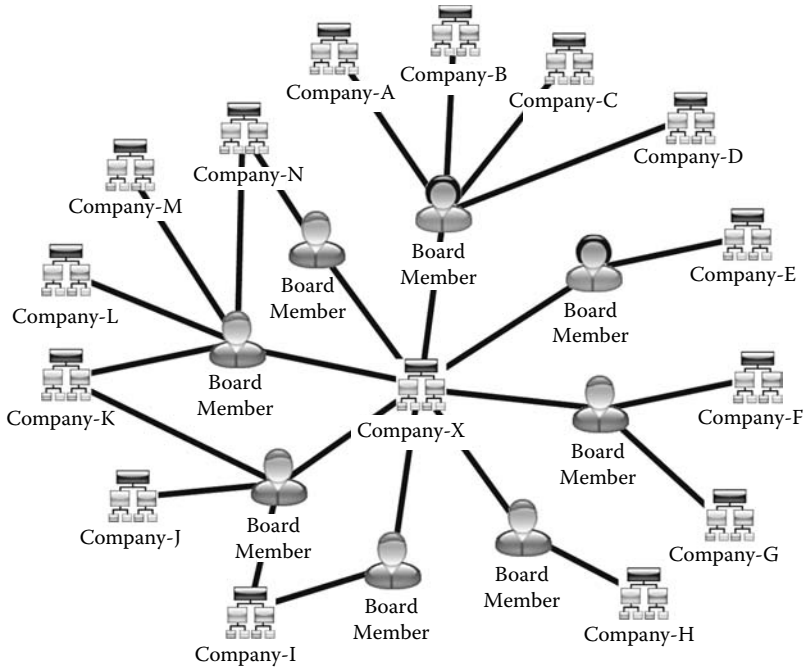 Company-A
Company-B
Company-C
Company-D
Company-N
Company-M
Board
Member
Company-E
Board
Member
Board
Member
Company-L
Board
Member
Company-K
Company-X
Company-F
Board
Member
Company-J
Board
Member
Company-G
Board
Member
Board
Member
Company-H
Company-I